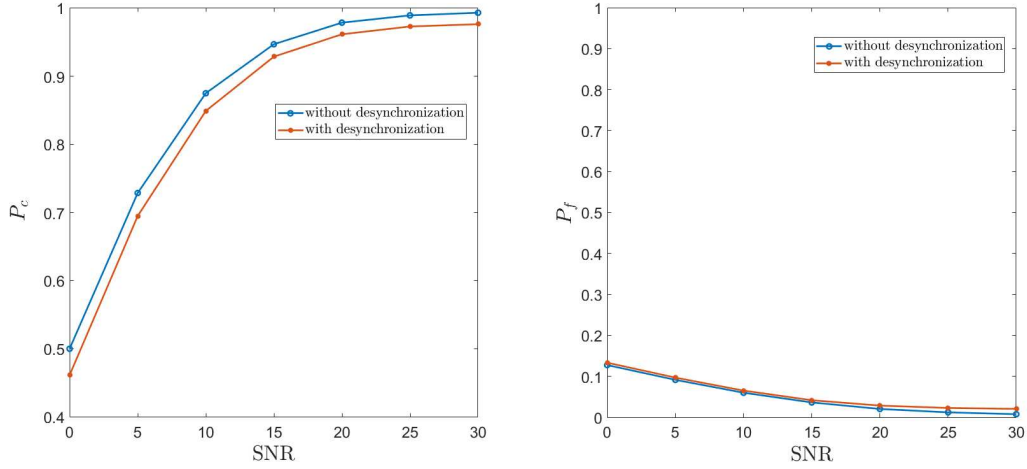 1
0.9
0.8
0.7
0.6
0.5
0.4
P_c
without desynchronization
with desynchronization
0 5 10 15 20 25 30
SNR
1
0.9
0.8
0.7
0.6
0.5
0.4
0.3
0.2
0.1
0
P_f
without desynchronization
with desynchronization
0 5 10 15 20 25 30
SNR